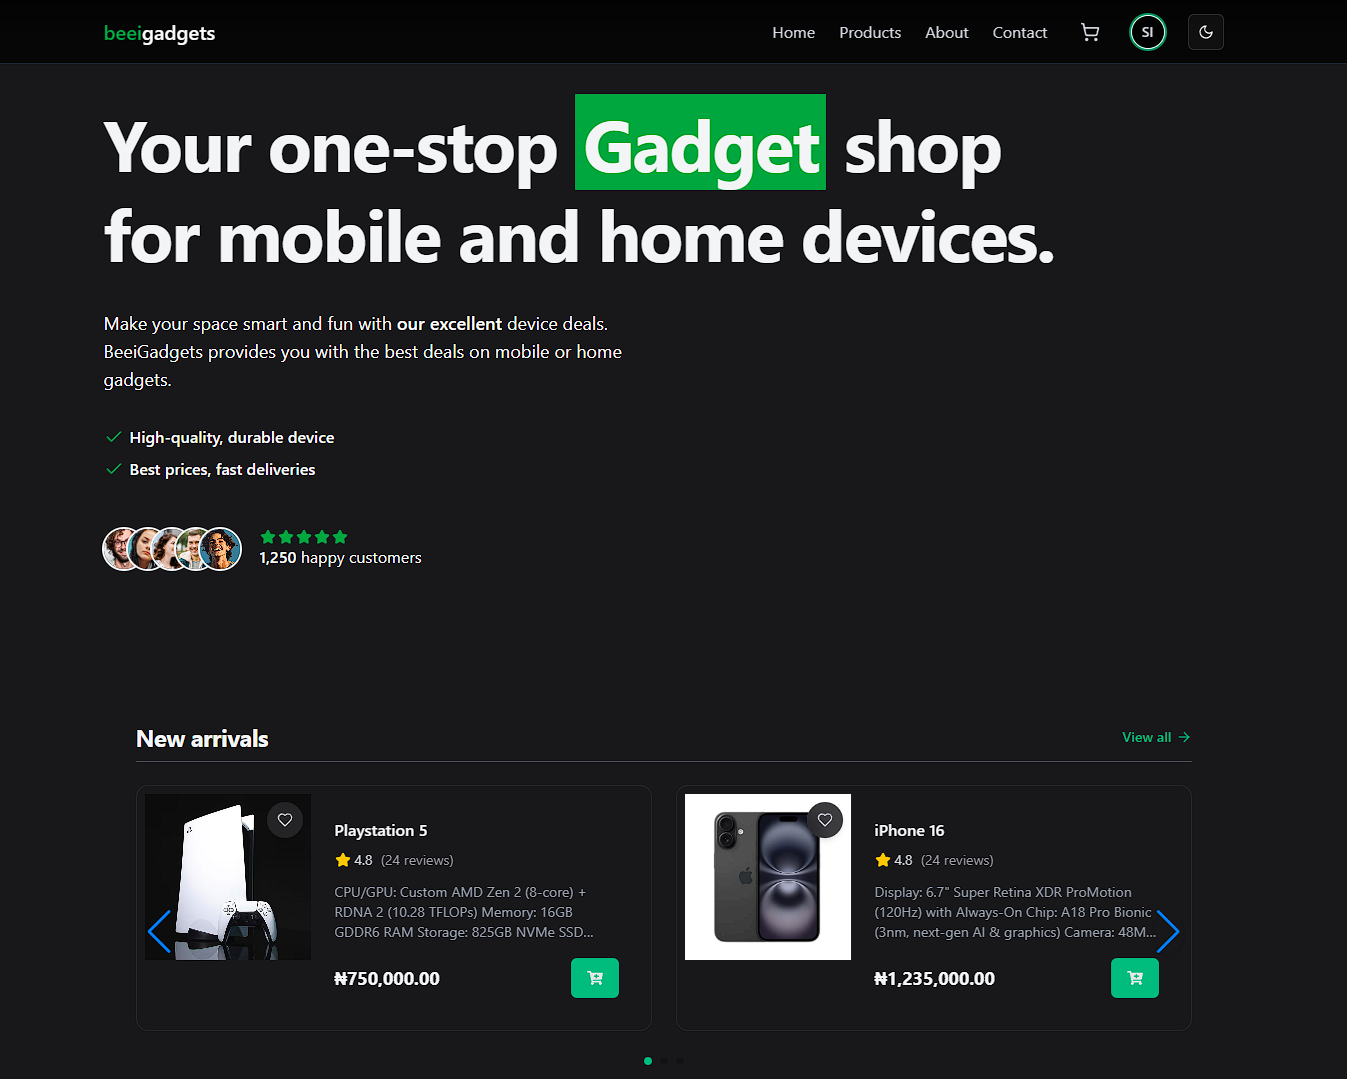 beeigadgets
Home Products About Contact SI
Your one-stop Gadget shop
for mobile and home devices.
Make your space smart and fun with our excellent device deals.
BeeiGadgets provides you with the best deals on mobile or home
gadgets.
High-quality, durable device
Best prices, fast deliveries
1,250 happy customers
New arrivals
View all →
Playstation 5
4.8 (24 reviews)
CPU/GPU: Custom AMD Zen 2 (8-core) +
RDNA 2 (10.28 TFLOPs) Memory: 16GB
GDDR6 RAM Storage: 825GB NVMe SSD...
₦750,000.00
iPhone 16
4.8 (24 reviews)
Display: 6.7" Super Retina XDR ProMotion
(120Hz) with Always-On Chip: A18 Pro Bionic
(3nm, next-gen AI & graphics) Camera: 48M...
₦1,235,000.00